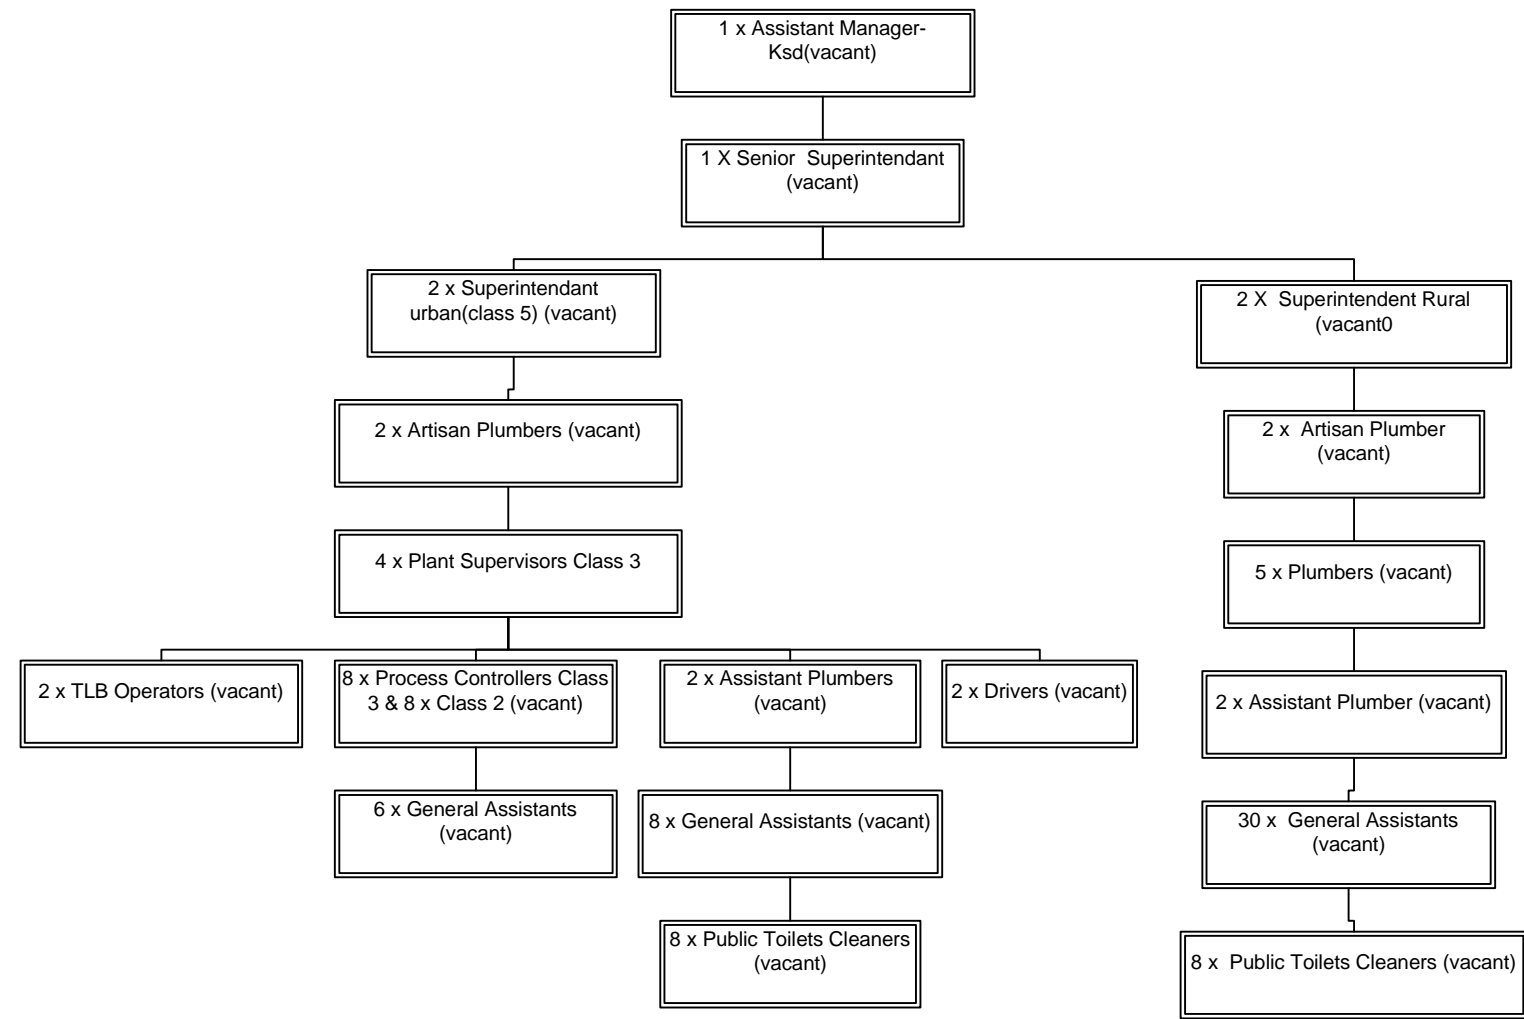 1 x Assistant Manager-
Ksd(vacant)
1 X Senior  Superintendant
(vacant)
2 x Superintendant
urban(class 5) (vacant)
2 X  Superintendent Rural
(vacant0
2 x Artisan Plumbers (vacant)
2 x  Artisan Plumber
(vacant)
4 x Plant Supervisors Class 3
5 x Plumbers (vacant)
2 x TLB Operators (vacant)
8 x Process Controllers Class
3 & 8 x Class 2 (vacant)
2 x Assistant Plumbers
(vacant)
2 x Drivers (vacant)
2 x Assistant Plumber (vacant)
6 x General Assistants
(vacant)
8 x General Assistants (vacant)
30 x  General Assistants
(vacant)
8 x Public Toilets Cleaners
(vacant)
8 x  Public Toilets Cleaners (vacant)